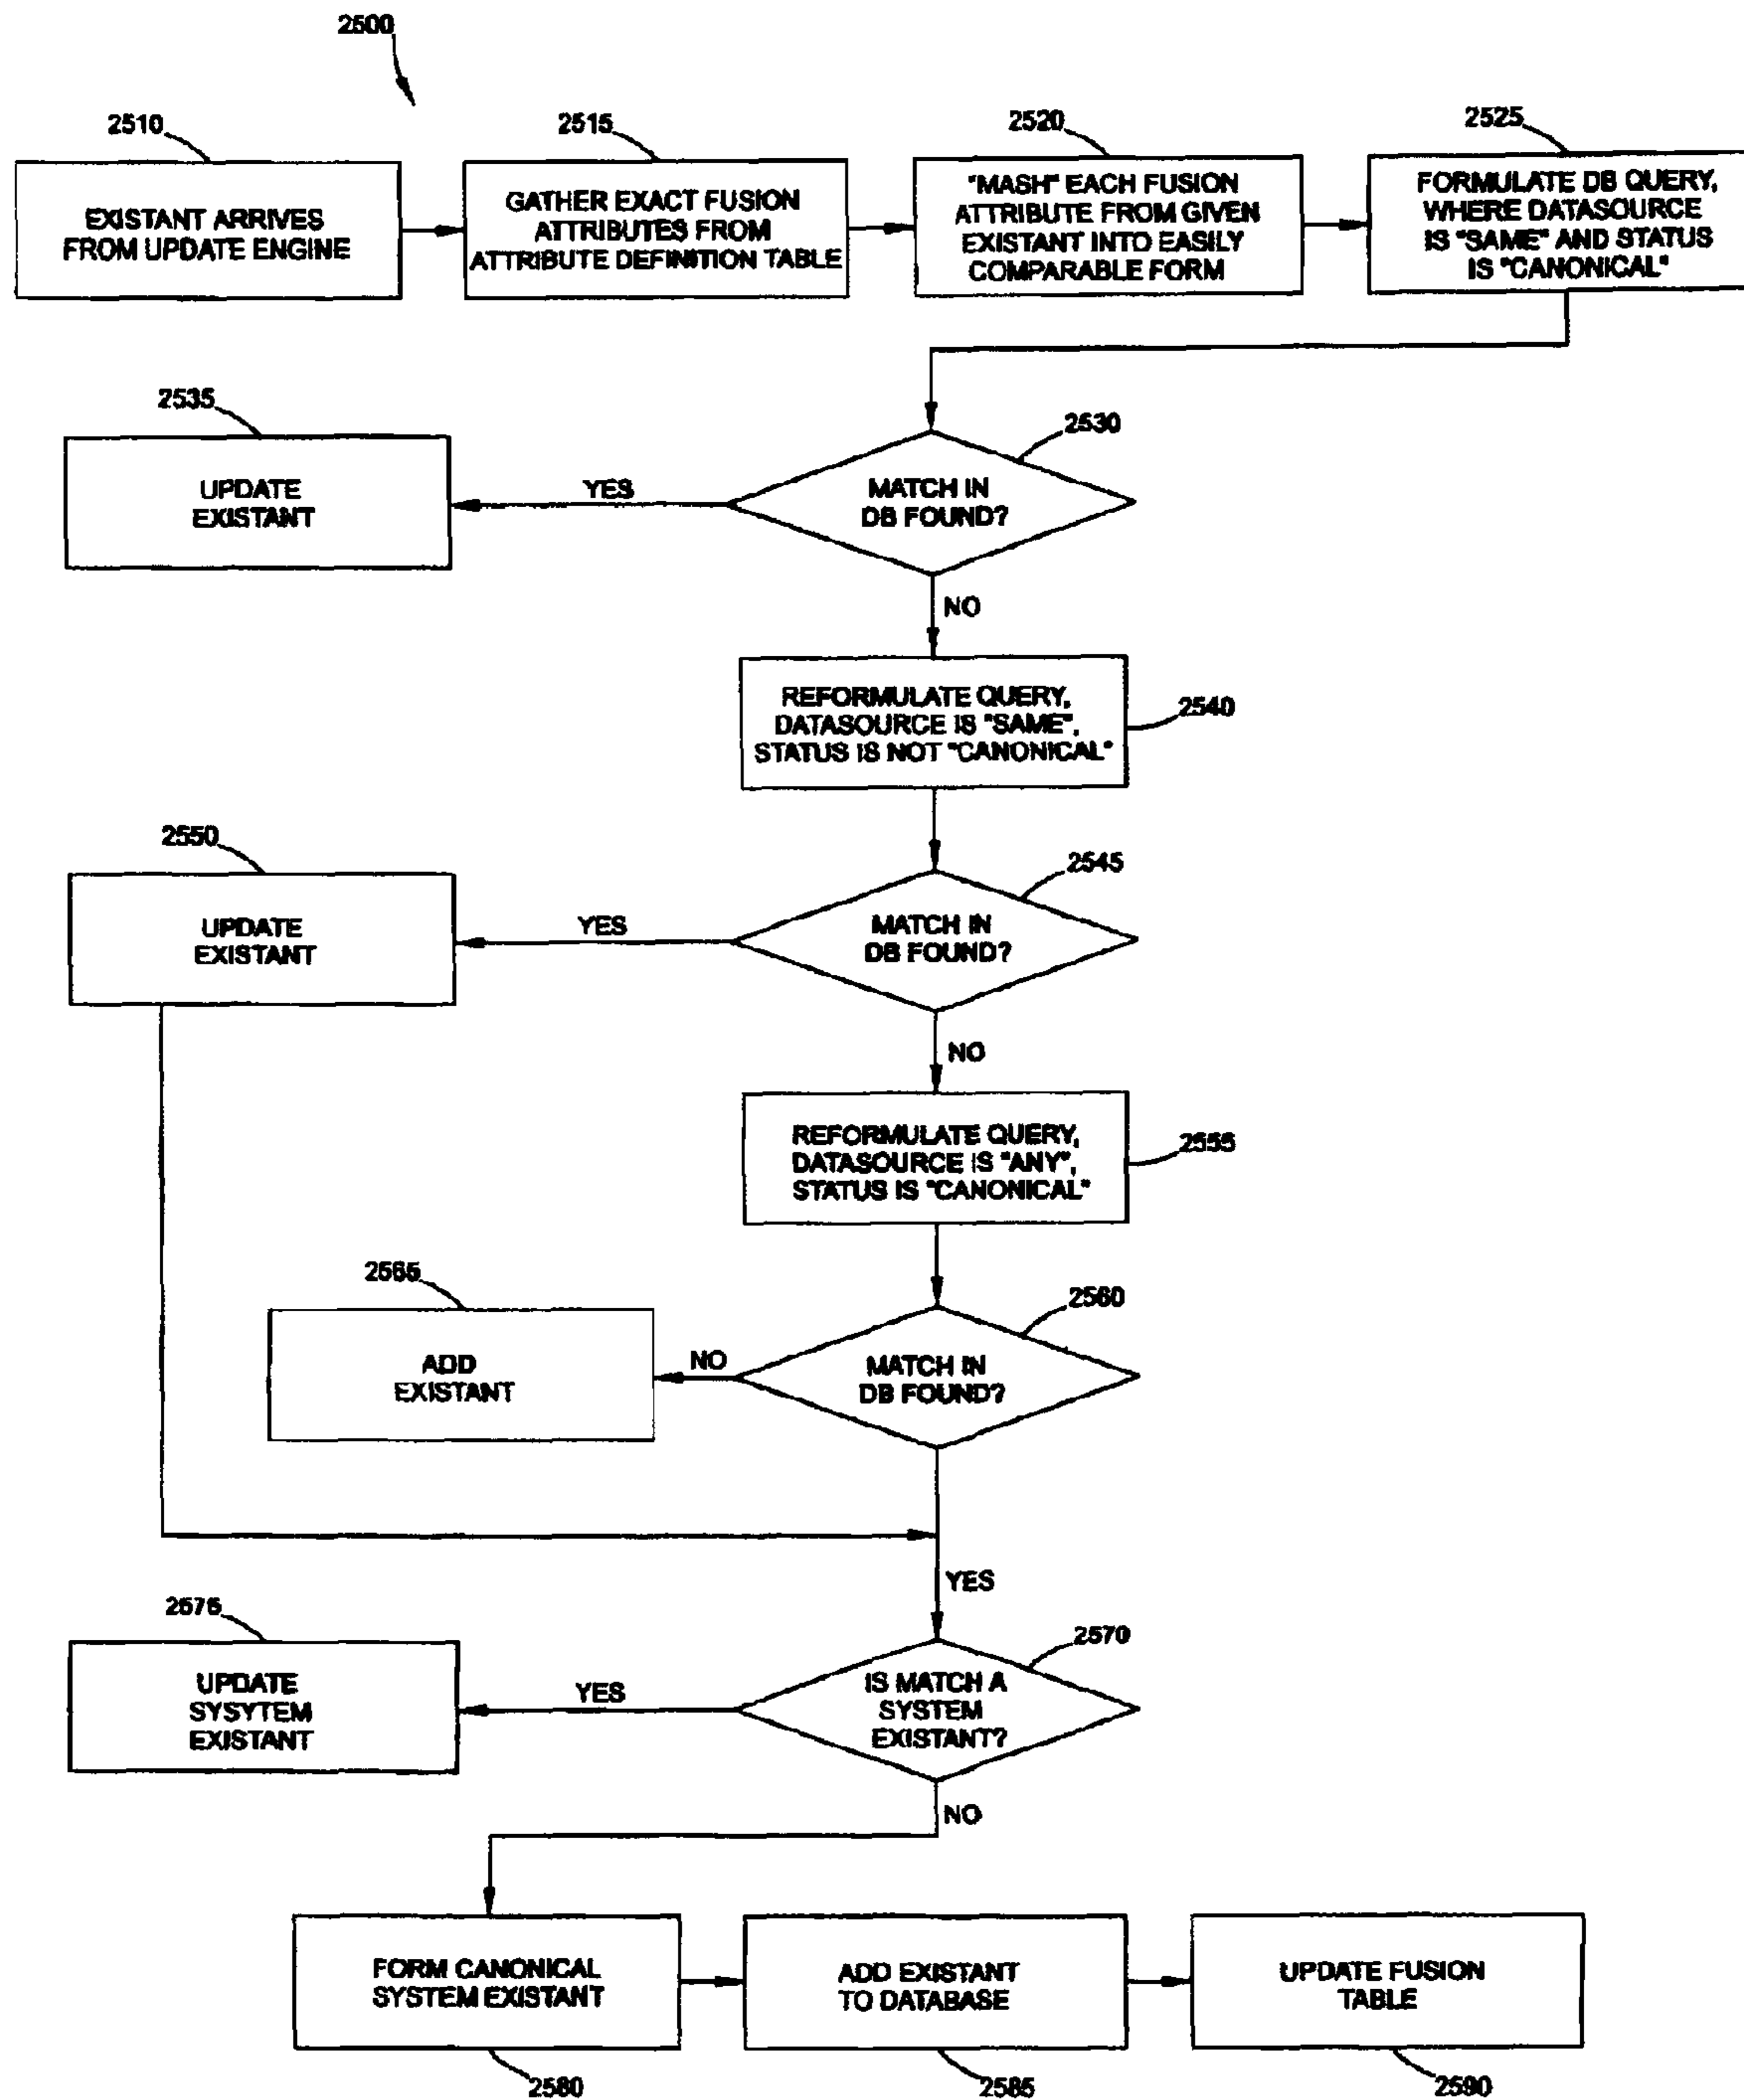 2500
2510
2515
2520
2525
EXISTANT ARRIVES
FROM UPDATE ENGINE
GATHER EXACT FUSION
ATTRIBUTES FROM
ATTRIBUTE DEFINITION TABLE
"MASH" EACH FUSION
ATTRIBUTE FROM GIVEN
EXISTANT INTO EASILY
COMPARABLE FORM
FORMULATE DB QUERY,
WHERE DATASOURCE
IS "SAME" AND STATUS
IS "CANONICAL"
2535
2530
UPDATE
EXISTANT
YES
MATCH IN
DB FOUND?
NO
REFORMULATE QUERY,
DATASOURCE IS "SAME",
STATUS IS NOT "CANONICAL"
2540
2550
2545
UPDATE
EXISTANT
YES
MATCH IN
DB FOUND?
NO
REFORMULATE QUERY,
DATASOURCE IS "ANY",
STATUS IS "CANONICAL"
2555
2565
2560
ADD
EXISTANT
NO
MATCH IN
DB FOUND?
YES
2575
2570
UPDATE
SYSYTEM
EXISTANT
YES
IS MATCH A
SYSTEM
EXISTANT?
NO
FORM CANONICAL
SYSTEM EXISTANT
ADD EXISTANT
TO DATABASE
UPDATE FUSION
TABLE
2580
2585
2590